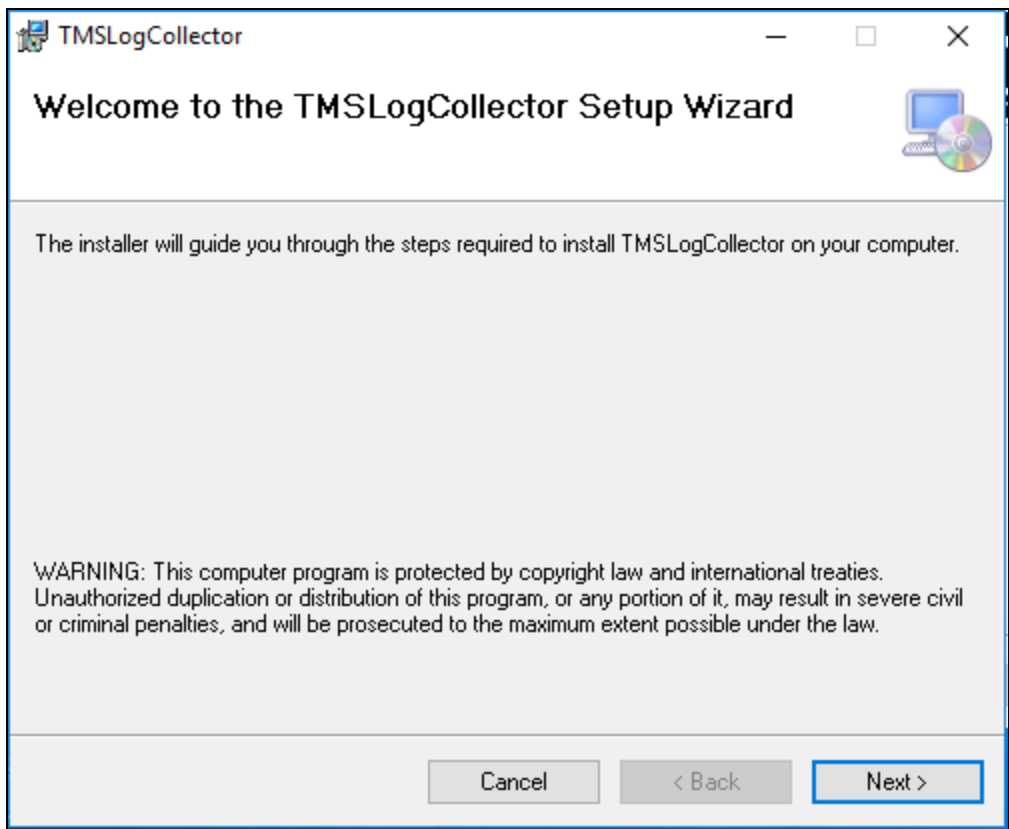 TMSLogCollector
Welcome to the TMSLogCollector Setup Wizard
The installer will guide you through the steps required to install TMSLogCollector on your computer.
WARNING: This computer program is protected by copyright law and international treaties.
Unauthorized duplication or distribution of this program, or any portion of it, may result in severe civil
or criminal penalties, and will be prosecuted to the maximum extent possible under the law.
Cancel
< Back
Next >